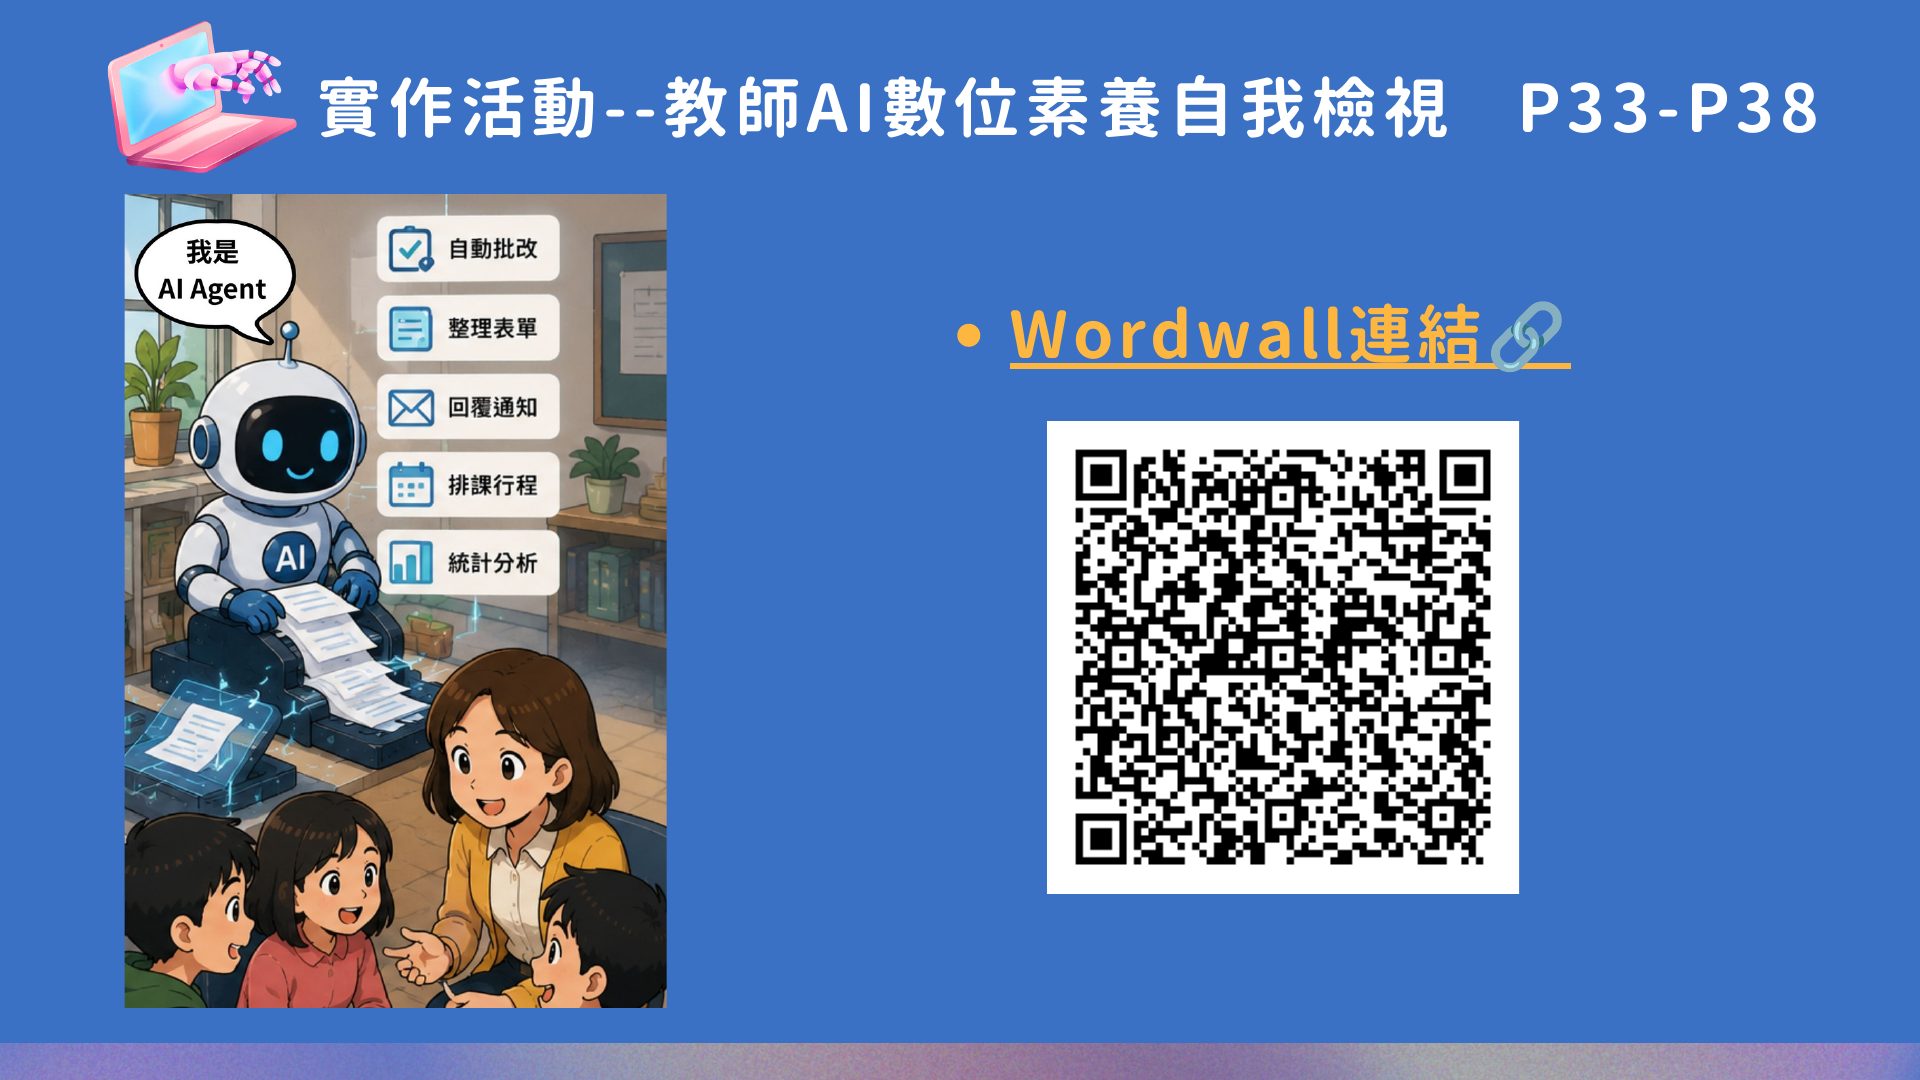 實作活動--教師AI數位素養自我檢視 P33-P38
我是
AI Agent
自動批改
整理表單
回覆通知
排課行程
統計分析
AI
• Wordwall連結🔗